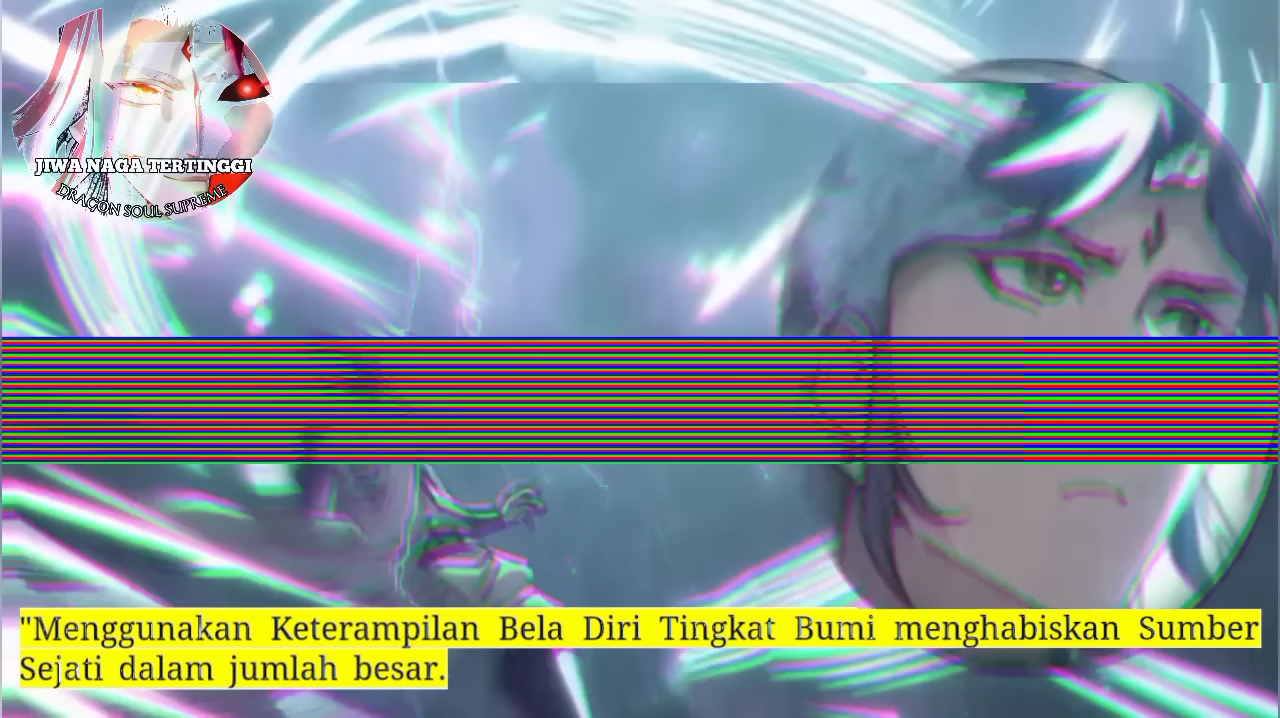 JIWA NAGA TERTINGGI
DRAGON SOUL SUPREME
"Menggunakan Keterampilan Bela Diri Tingkat Bumi menghabiskan Sumber
Sejati dalam jumlah besar.